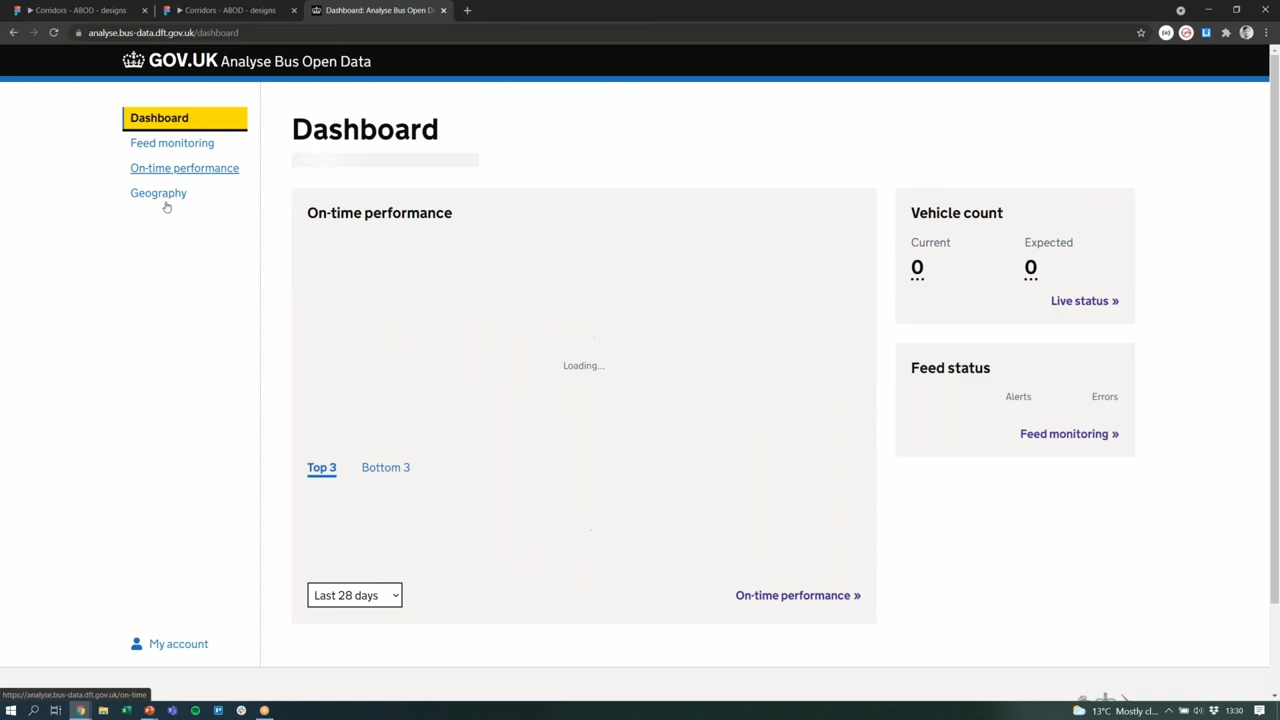 Corridors - ABOD - designs
Corridors - ABOD - designs
Dashboard: Analyse Bus Open D
analyse.bus-data.dft.gov.uk/dashboard
GOV.UK Analyse Bus Open Data
Dashboard
Feed monitoring
On-time performance
Geography
My account
Dashboard
On-time performance
Loading...
Top 3
Bottom 3
Last 28 days
On-time performance »
Vehicle count
Current
Expected
0
0
Live status »
Feed status
Alerts
Errors
Feed monitoring »
https://analyse.bus-data.dft.gov.uk/on-time
13°C Mostly cl...
13:30